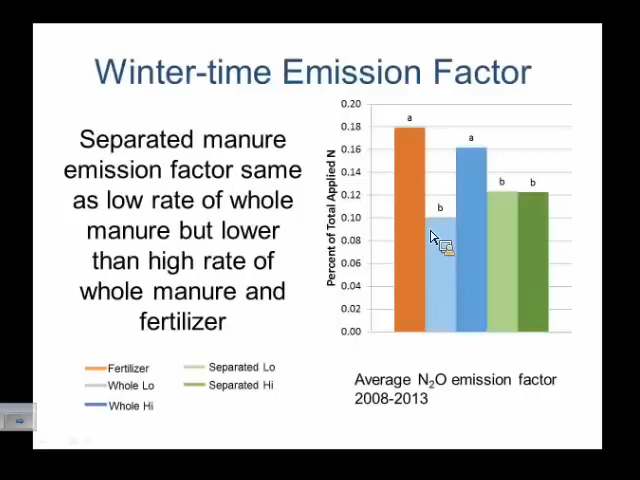 Winter-time Emission Factor
Separated manure
emission factor same
as low rate of whole
manure but lower
than high rate of
whole manure and
fertilizer
Percent of Total Applied N
0.20
0.18
0.16
0.14
0.12
0.10
0.08
0.06
0.04
0.02
0.00
a
b
a
b
b
Fertilizer
Whole Lo
Whole Hi
Separated Lo
Separated Hi
Average N₂O emission factor
2008-2013